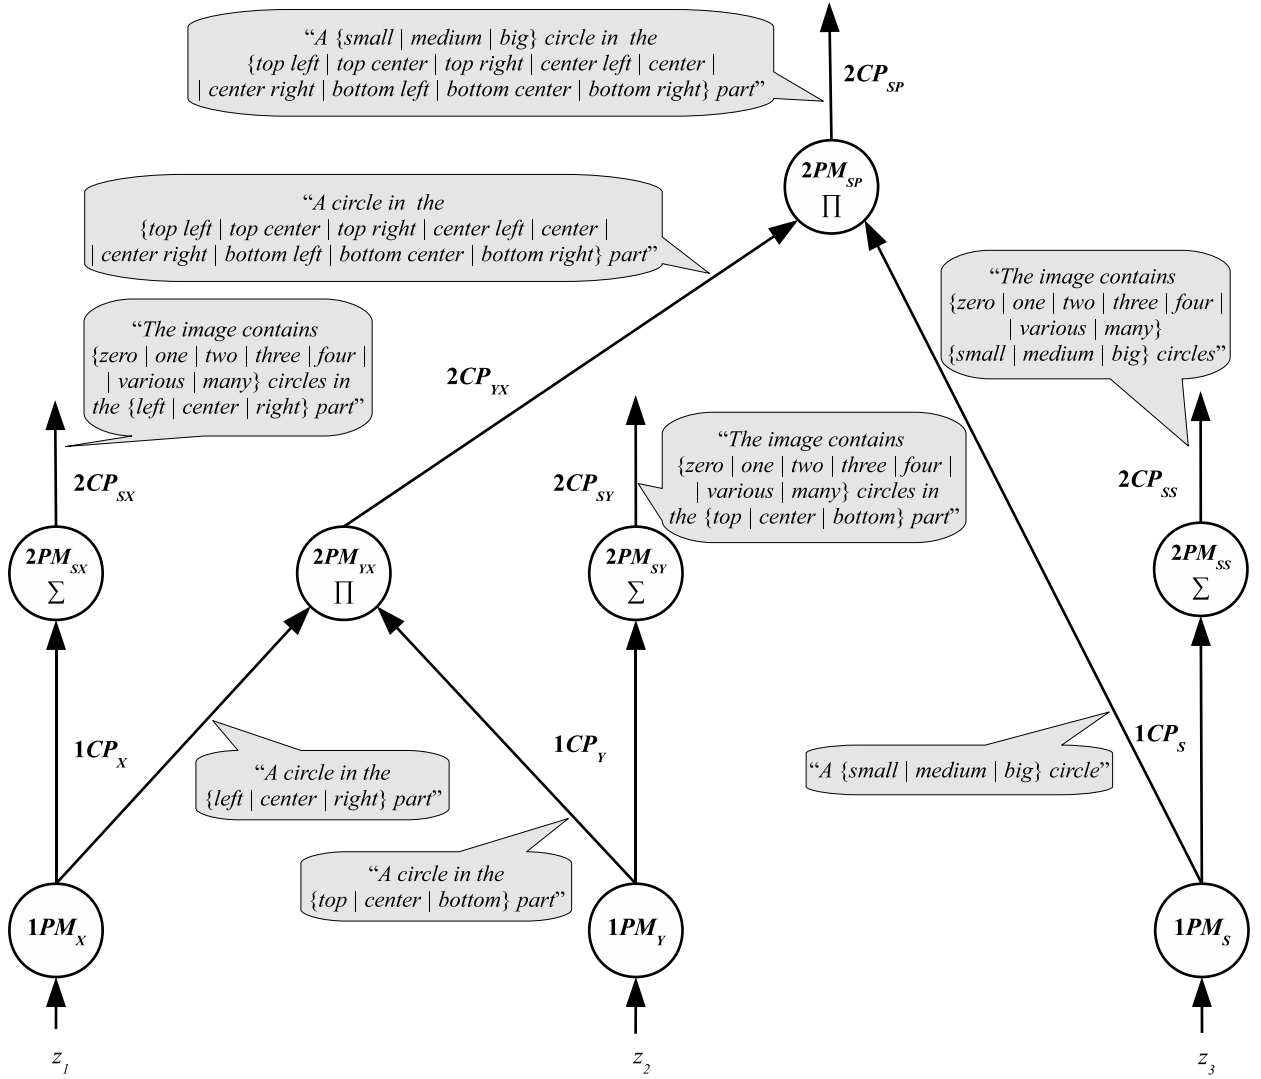 “A {small | medium | big} circle in the
{top left | top center | top right | center left | center |
| center right | bottom left | bottom center | bottom right} part”
2CP_SP
2PM_SP
∏
“A circle in the
{top left | top center | top right | center left | center |
| center right | bottom left | bottom center | bottom right} part”
“The image contains
{zero | one | two | three | four |
| various | many}
{small | medium | big} circles”
“The image contains
{zero | one | two | three | four |
| various | many} circles in
the {left | center | right} part”
2CP_YX
“The image contains
{zero | one | two | three | four |
| various | many} circles in
the {top | center | bottom} part”
2CP_SX
2CP_SY
2CP_SS
2PM_SX
∑
2PM_YX
∏
2PM_SY
∑
2PM_SS
∑
1CP_X
1CP_Y
1CP_S
“A circle in the
{left | center | right} part”
“A {small | medium | big} circle”
“A circle in the
{top | center | bottom} part”
1PM_X
1PM_Y
1PM_S
z_1
z_2
z_3